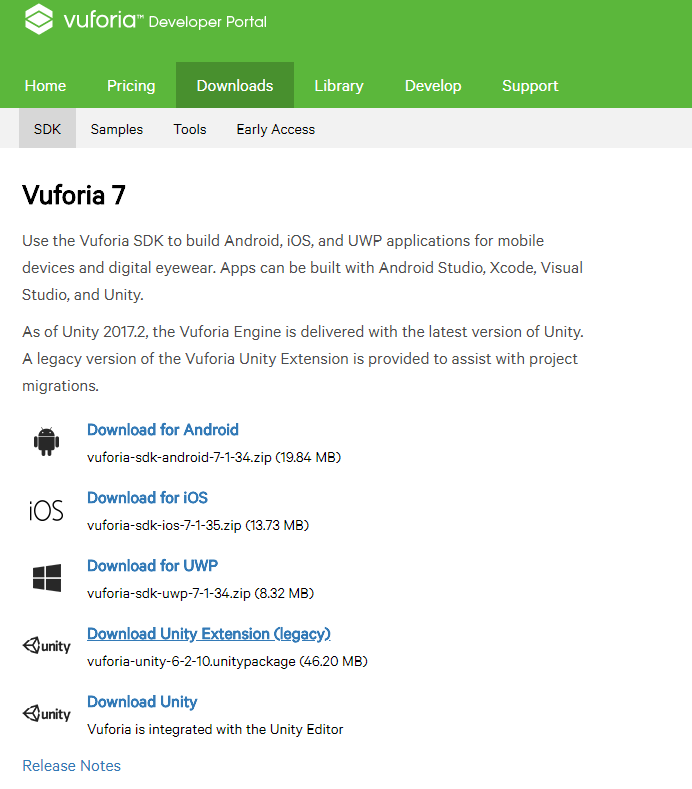 vuforia™ Developer Portal
Home Pricing Downloads Library Develop Support
SDK Samples Tools Early Access
Vuforia 7
Use the Vuforia SDK to build Android, iOS, and UWP applications for mobile
devices and digital eyewear. Apps can be built with Android Studio, Xcode, Visual
Studio, and Unity.
As of Unity 2017.2, the Vuforia Engine is delivered with the latest version of Unity.
A legacy version of the Vuforia Unity Extension is provided to assist with project
migrations.
Download for Android
vuforia-sdk-android-7-1-34.zip (19.84 MB)
iOS
Download for iOS
vuforia-sdk-ios-7-1-35.zip (13.73 MB)
Download for UWP
vuforia-sdk-uwp-7-1-34.zip (8.32 MB)
unity
Download Unity Extension (legacy)
vuforia-unity-6-2-10.unitypackage (46.20 MB)
unity
Download Unity
Vuforia is integrated with the Unity Editor
Release Notes